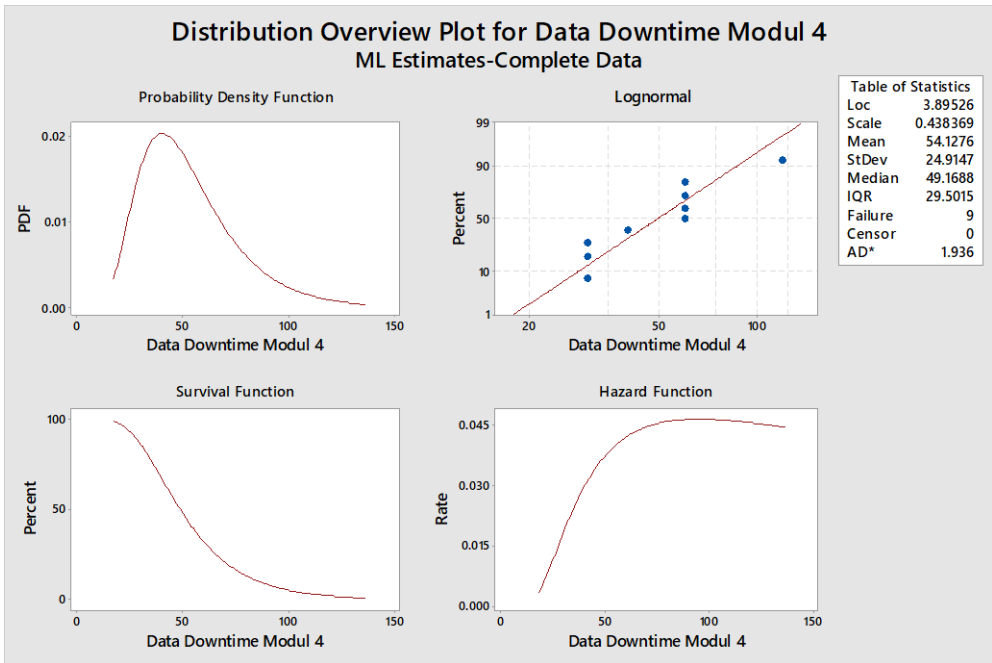 Distribution Overview Plot for Data Downtime Modul 4
ML Estimates-Complete Data
Probability Density Function
0.02
0.01
0.00
PDF
0 50 100 150
Data Downtime Modul 4
Lognormal
99
90
50
10
1
Percent
20 50 100
Data Downtime Modul 4
Table of Statistics
Loc 3.89526
Scale 0.438369
Mean 54.1276
StDev 24.9147
Median 49.1688
IQR 29.5015
Failure 9
Censor 0
AD* 1.936
Survival Function
100
50
0
Percent
0 50 100 150
Data Downtime Modul 4
Hazard Function
0.045
0.030
0.015
0.000
Rate
0 50 100 150
Data Downtime Modul 4